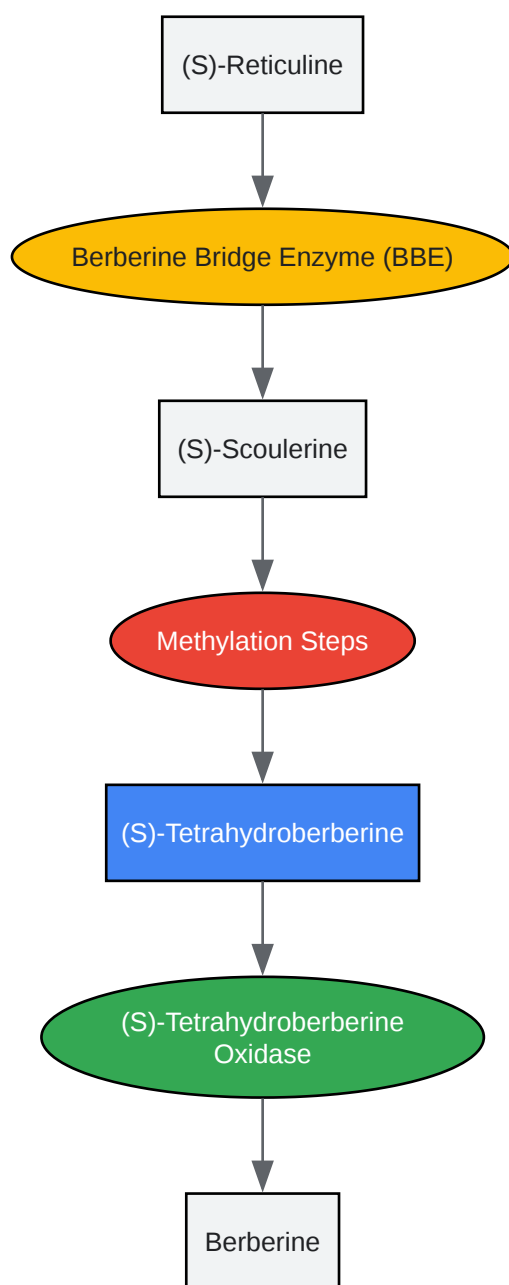 (S)-Reticuline
Berberine Bridge Enzyme (BBE)
(S)-Scoulerine
Methylation Steps
(S)-Tetrahydroberberine
(S)-Tetrahydroberberine
Oxidase
Berberine